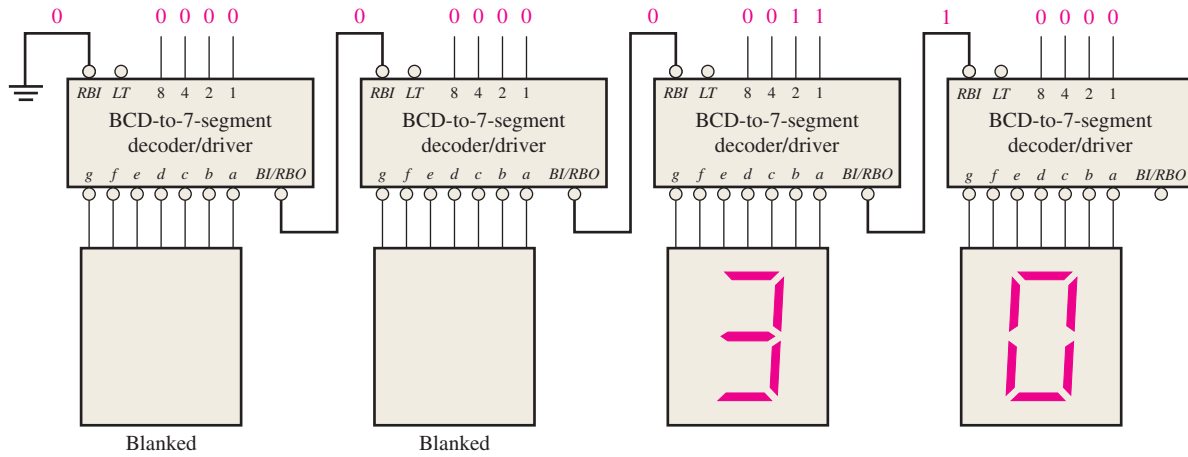 0 0 0 0 0 0 0 0 0 0 0 0 0 1 1 1 0 0 0 0
RBI LT 8 4 2 1 RBI LT 8 4 2 1 RBI LT 8 4 2 1 RBI LT 8 4 2 1
BCD-to-7-segment BCD-to-7-segment BCD-to-7-segment BCD-to-7-segment
decoder/driver decoder/driver decoder/driver decoder/driver
g f e d c b a BI/RBO g f e d c b a BI/RBO g f e d c b a BI/RBO g f e d c b a BI/RBO
3 0
Blanked Blanked